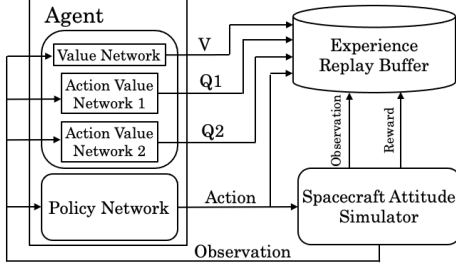 Agent
Value Network
Action Value
Network 1
Action Value
Network 2
Policy Network
V
Q1
Q2
Action
Experience
Replay Buffer
Observation
Reward
Spacecraft Attitude
Simulator
Observation